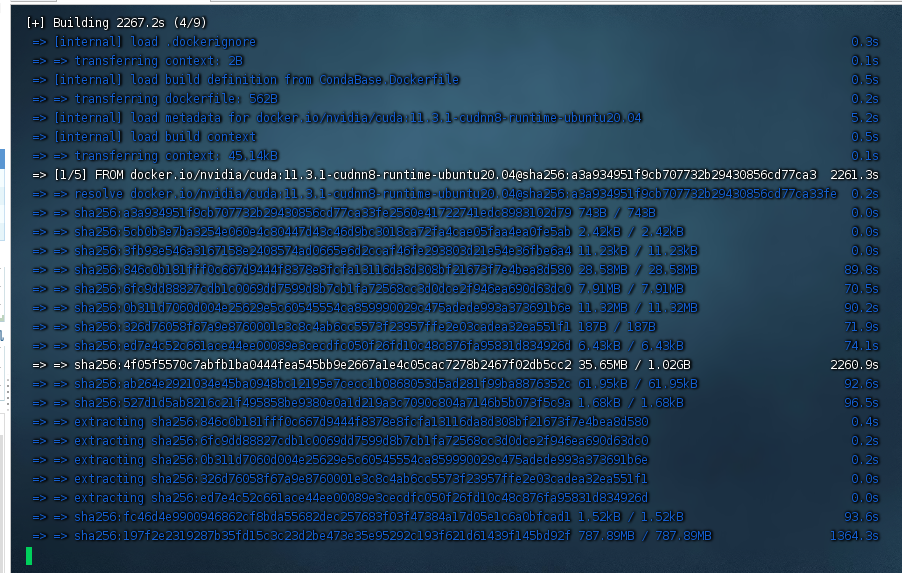 [+] Building 2267.2s (4/9)
=> [internal] load .dockerignore 0.3s
=> => transferring context: 2B 0.1s
=> [internal] load build definition from CondaBase.Dockerfile 0.5s
=> => transferring dockerfile: 562B 0.2s
=> [internal] load metadata for docker.io/nvidia/cuda:11.3.1-cudnn8-runtime-ubuntu20.04 5.2s
=> [internal] load build context 0.5s
=> => transferring context: 45.14kB 0.1s
=> [1/5] FROM docker.io/nvidia/cuda:11.3.1-cudnn8-runtime-ubuntu20.04@sha256:a3a934951f9cb707732b29430856cd77ca3 2261.3s
=> => resolve docker.io/nvidia/cuda:11.3.1-cudnn8-runtime-ubuntu20.04@sha256:a3a934951f9cb707732b29430856cd77ca33fe 0.2s
=> => sha256:a3a934951f9cb707732b29430856cd77ca33fe2560e41722741edc8983102d79 743B / 743B 0.0s
=> => sha256:5cb0b3e7ba3254e060e4c80447d43c46d9bc3018ca72fa4cae05faa4ea0fe5ab 2.42kB / 2.42kB 0.0s
=> => sha256:3fb93e546a3167158e2408574ad0665e6d2ccaf46fe293803d21e54e36fbe6a4 11.23kB / 11.23kB 0.0s
=> => sha256:846c0b181fff0c667d9444f8378e8fcfa13116da8d308bf21673f7e4bea8d580 28.58MB / 28.58MB 89.8s
=> => sha256:6fc9dd88827cdb1c0069dd7599d8b7cb1fa72568cc3d0dce2f946ea690d63dc0 7.91MB / 7.91MB 70.5s
=> => sha256:0b311d7060d004e25629e5c60545554ca859990029c475adede993a373691b6e 11.32MB / 11.32MB 90.2s
=> => sha256:326d76058f67a9e8760001e3c8c4ab6cc5573f23957ffe2e03cadea32ea551f1 187B / 187B 71.9s
=> => sha256:ed7e4c52c661ace44ee00089e3cecdfc050f26fd10c48c876fa95831d834926d 6.43kB / 6.43kB 74.1s
=> => sha256:4f05f5570c7abfb1ba0444fea545bb9e2667a1e4c05cac7278b2467f02db5cc2 35.65MB / 1.02GB 2260.9s
=> => sha256:ab264e2921034e45ba0948bc12195e7cecc1b0868053d5ad281f99ba8876352c 61.95kB / 61.95kB 92.6s
=> => sha256:527d1d5ab8216c21f495858be9380e0a1d219a3c7090c804a7146b5b073f5c9a 1.68kB / 1.68kB 96.5s
=> => extracting sha256:846c0b181fff0c667d9444f8378e8fcfa13116da8d308bf21673f7e4bea8d580 0.4s
=> => extracting sha256:6fc9dd88827cdb1c0069dd7599d8b7cb1fa72568cc3d0dce2f946ea690d63dc0 0.2s
=> => extracting sha256:0b311d7060d004e25629e5c60545554ca859990029c475adede993a373691b6e 0.2s
=> => extracting sha256:326d76058f67a9e8760001e3c8c4ab6cc5573f23957ffe2e03cadea32ea551f1 0.0s
=> => extracting sha256:ed7e4c52c661ace44ee00089e3cecdfc050f26fd10c48c876fa95831d834926d 0.0s
=> => sha256:fc46d4e9900946862cf8bda55682dec257683f03f47384a17d05e1c6a0bfcad1 1.52kB / 1.52kB 93.6s
=> => sha256:197f2e2319287b35fd15c3c23d2be473e35e95292c193f621d61439f145bd92f 787.89MB / 787.89MB 1364.3s